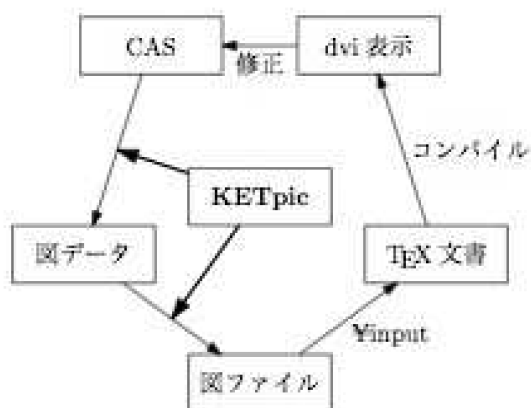 CAS
dvi 表示
修正
コンパイル
KETpic
図データ
TEX 文書
¥input
図ファイル